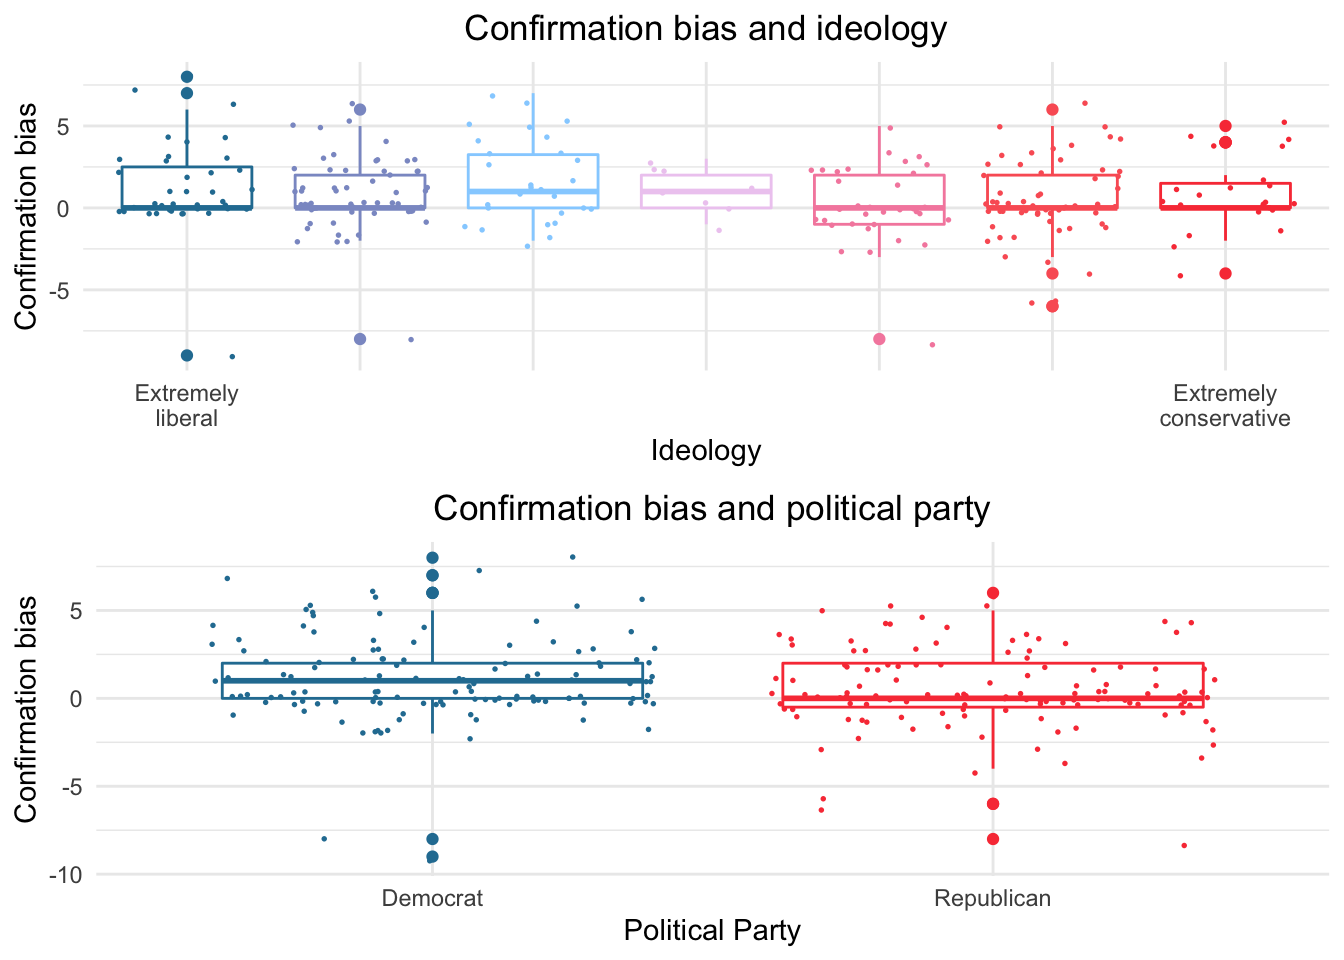 Confirmation bias and ideology
Confirmation bias
5
0
-5
Extremely
liberal
Extremely
conservative
Ideology
Confirmation bias and political party
Confirmation bias
5
0
-5
-10
Democrat
Republican
Political Party